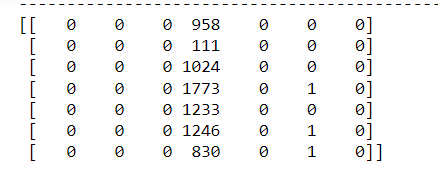 ----------------------------------------
[[   0   0   0  958   0   0   0]
 [   0   0   0  111   0   0   0]
 [   0   0   0 1024   0   0   0]
 [   0   0   0 1773   0   1   0]
 [   0   0   0 1233   0   0   0]
 [   0   0   0 1246   0   1   0]
 [   0   0   0  830   0   1   0]]